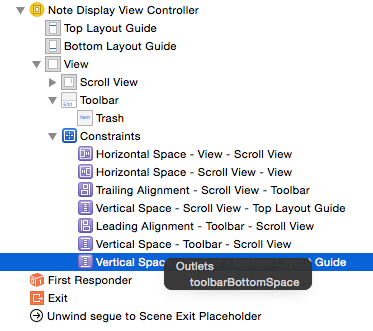 Note Display View Controller
Top Layout Guide
Bottom Layout Guide
View
Scroll View
Edit
Toolbar
Item
Trash
Constraints
Horizontal Space - View - Scroll View
Horizontal Space - Scroll View - View
Trailing Alignment - Scroll View - Toolbar
Vertical Space - Scroll View - Top Layout Guide
Leading Alignment - Toolbar - Scroll View
Vertical Space - Toolbar - Scroll View
Vertical Space Layout Guide
Outlets
toolbarBottomSpace
First Responder
Exit
Unwind segue to Scene Exit Placeholder